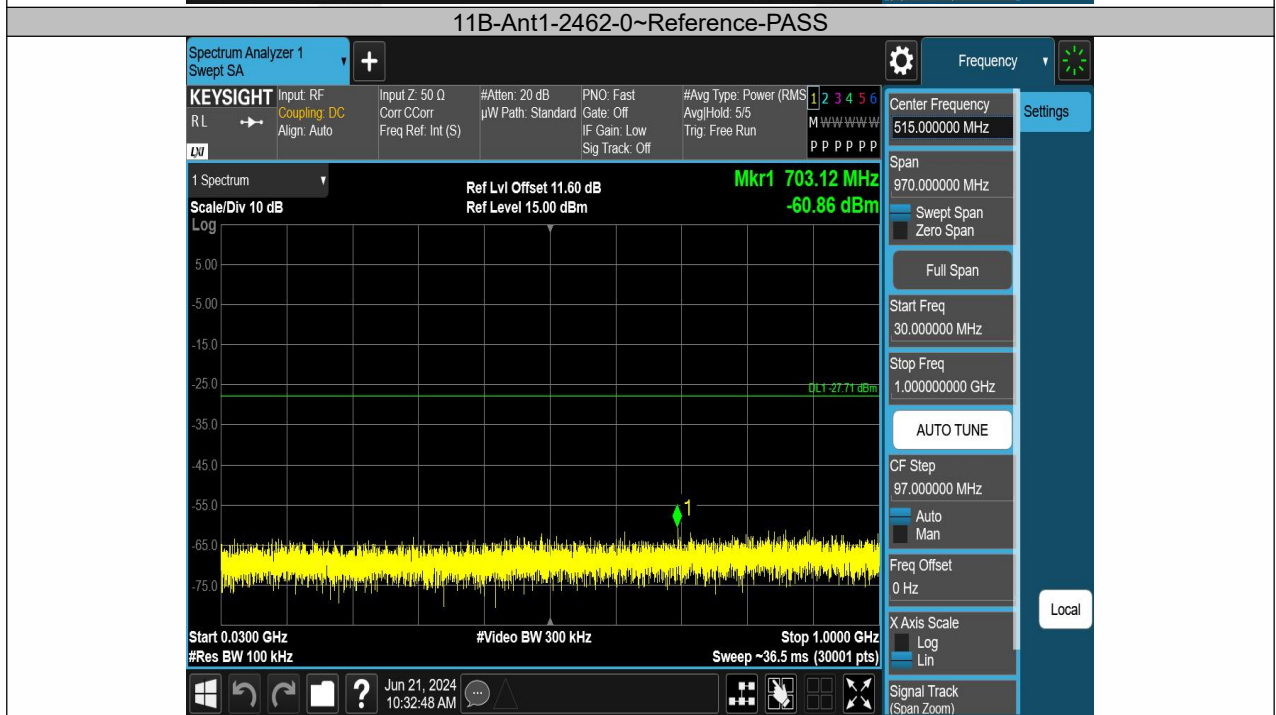 11B-Ant1-2462-0~Reference-PASS
Spectrum Analyzer 1
Swept SA
+
Frequency
KEYSIGHT
RL
LXI
Input: RF
Coupling: DC
Align: Auto
Input Z: 50 Ω
Corr CCorr
Freq Ref: Int (S)
#Atten: 20 dB
µW Path: Standard
PNO: Fast
Gate: Off
IF Gain: Low
Sig Track: Off
#Avg Type: Power (RMS
Avg|Hold: 5/5
Trig: Free Run
1 2 3 4 5 6
M W W W W W
P P P P P P
1 Spectrum
Scale/Div 10 dB
Ref Lvl Offset 11.60 dB
Ref Level 15.00 dBm
Mkr1 703.12 MHz
-60.86 dBm
Log
5.00
-5.00
-15.0
-25.0
DL1 -27.71 dBm
-35.0
-45.0
-55.0
1
-65.0
-75.0
Start 0.0300 GHz
#Res BW 100 kHz
#Video BW 300 kHz
Stop 1.0000 GHz
Sweep ~36.5 ms (30001 pts)
?
Jun 21, 2024
10:32:48 AM
Center Frequency
515.000000 MHz
Settings
Span
970.000000 MHz
Swept Span
Zero Span
Full Span
Start Freq
30.000000 MHz
Stop Freq
1.000000000 GHz
AUTO TUNE
CF Step
97.000000 MHz
Auto
Man
Freq Offset
0 Hz
Local
X Axis Scale
Log
Lin
Signal Track
(Span Zoom)